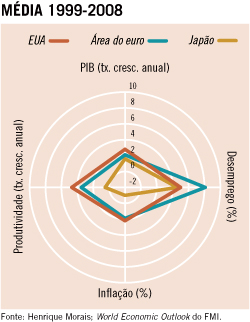 MÉDIA 1999-2008
EUA Área do euro Japão
PIB (tx. cresc. anual)
10
8
6
4
2
0
-2
Produtividade (tx. cresc. anual)
Desemprego (%)
Inflação (%)
Fonte: Henrique Morais; World Economic Outlook do FMI.